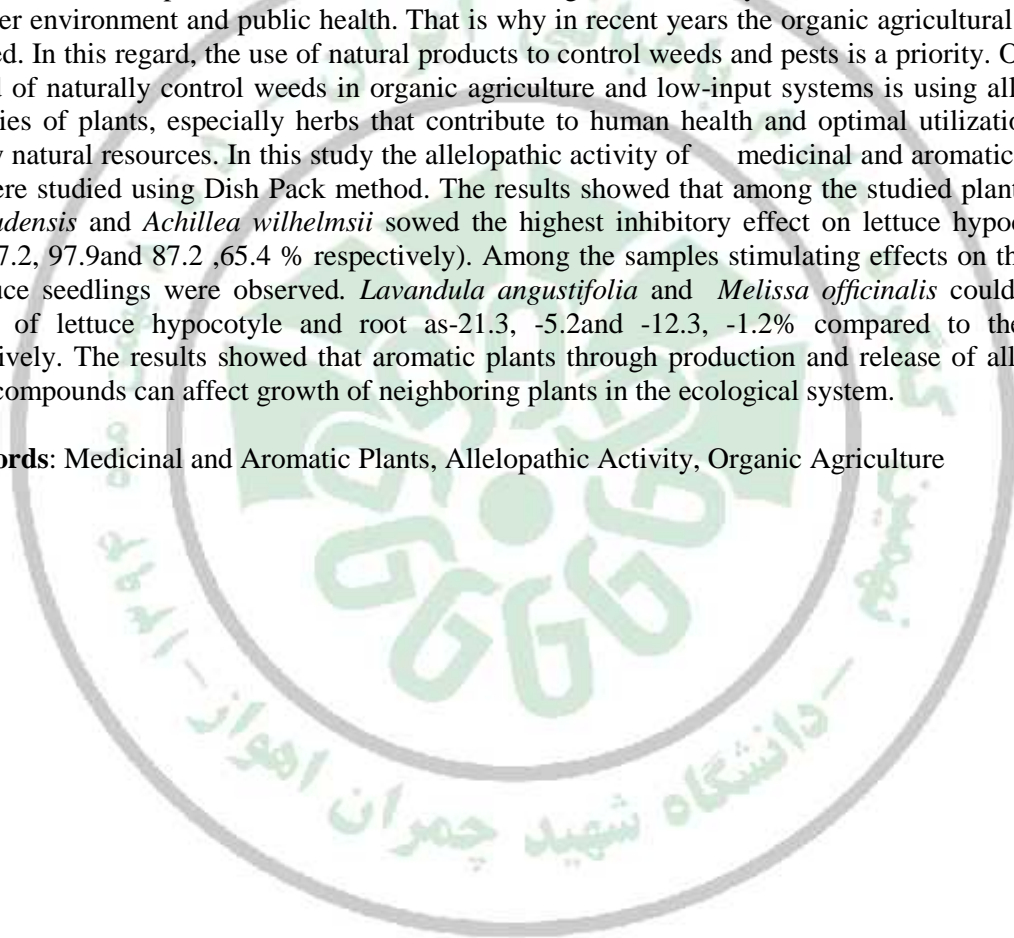 er environment and public health. That is why in recent years the organic agricultural
ed. In this regard, the use of natural products to control weeds and pests is a priority. O
l of naturally control weeds in organic agriculture and low-input systems is using all
ies of plants, especially herbs that contribute to human health and optimal utilizatio
y natural resources. In this study the allelopathic activity of medicinal and aromatic
ere studied using Dish Pack method. The results showed that among the studied plant
adensis and Achillea wilhelmsii sowed the highest inhibitory effect on lettuce hypoc
7.2, 97.9and 87.2 ,65.4 % respectively). Among the samples stimulating effects on th
uce seedlings were observed. Lavandula angustifolia and Melissa officinalis could
of lettuce hypocotyle and root as-21.3, -5.2and -12.3, -1.2% compared to the
ively. The results showed that aromatic plants through production and release of all
compounds can affect growth of neighboring plants in the ecological system.
ords: Medicinal and Aromatic Plants, Allelopathic Activity, Organic Agriculture
دانشگاه شهید چمران اهواز